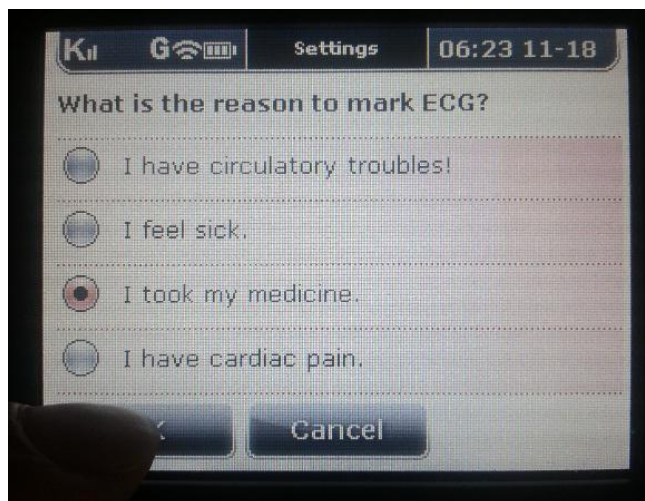 K G Settings 06:23 11-18
What is the reason to mark ECG?
I have circulatory troubles!
I feel sick.
I took my medicine.
I have cardiac pain.
Cancel